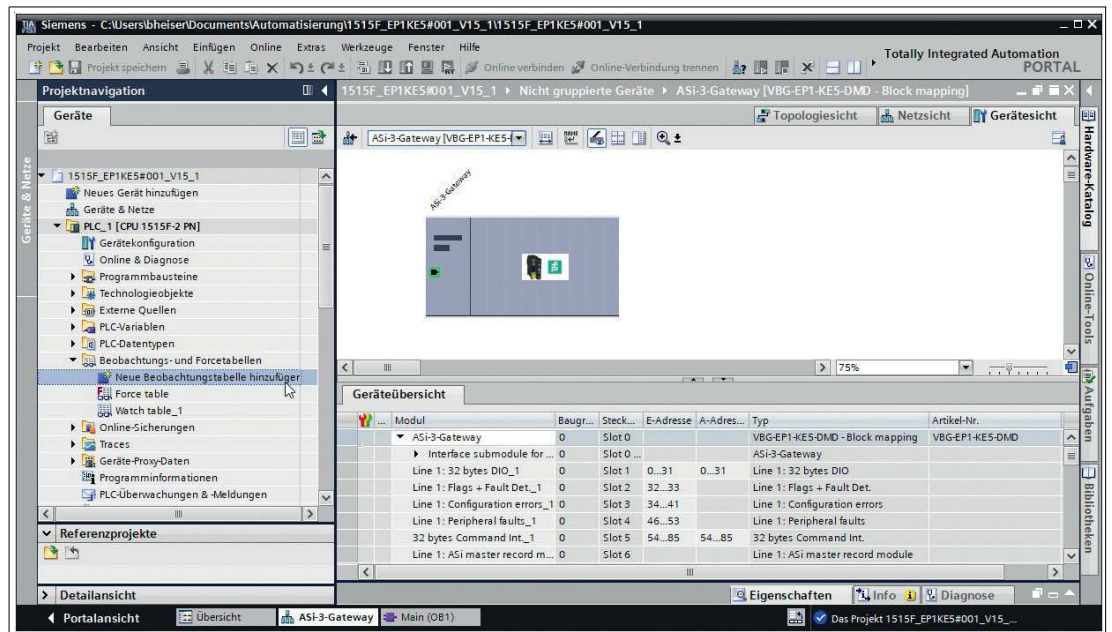 Siemens - C:\Users\bheiser\Documents\Automatisierung\1515F_EP1KE5#001_V15_1\1515F_EP1KE5#001_V15_1
Projekt Bearbeiten Ansicht Einfügen Online Extras Werkzeuge Fenster Hilfe
Totally Integrated Automation
PORTAL
Projekt speichern Online verbinden Online-Verbindung trennen
Projektnavigation
1515F_EP1KE5#001_V15_1 Nicht gruppierte Geräte ASi-3-Gateway [VBG-EP1-KE5-DMD - Block mapping]
Geräte
Topologiesicht Netzsicht Gerätesicht
ASi-3-Gateway [VBG-EP1-KE5-
Geräte & Netze
1515F_EP1KE5#001_V15_1
Neues Gerät hinzufügen
Geräte & Netze
PLC_1 [CPU 1515F-2 PN]
Gerätekonfiguration
Online & Diagnose
Programmbausteine
Technologieobjekte
Externe Quellen
PLC-Variablen
PLC-Datentypen
Beobachtungs- und Forcetabellen
Neue Beobachtungstabelle hinzufügen
Force table
Watch table_1
Online-Sicherungen
Traces
Geräte-Proxy-Daten
Programminformationen
PLC-Überwachungen & -Meldungen
Referenzprojekte
Detailansicht
ASi-3-Gateway
75%
Geräteübersicht
... Modul Baugr... Steck... E-Adresse A-Adres... Typ Artikel-Nr.
ASi-3-Gateway 0 Slot 0 VBG-EP1-KE5-DMD - Block mapping VBG-EP1-KE5-DMD
Interface submodule for ... 0 Slot 0 ... ASi-3-Gateway
Line 1: 32 bytes DIO_1 0 Slot 1 0...31 0...31 Line 1: 32 bytes DIO
Line 1: Flags + Fault Det._1 0 Slot 2 32...33 Line 1: Flags + Fault Det.
Line 1: Configuration errors_1 0 Slot 3 34...41 Line 1: Configuration errors
Line 1: Peripheral faults_1 0 Slot 4 46...53 Line 1: Peripheral faults
32 bytes Command Int._1 0 Slot 5 54...85 54...85 32 bytes Command Int.
Line 1: ASi master record m... 0 Slot 6 Line 1: ASi master record module
Hardware-Katalog
Online-Tools
Aufgaben
Bibliotheken
Eigenschaften Info Diagnose
Portalansicht Übersicht ASi-3-Gateway Main (OB1) Das Projekt 1515F_EP1KE5#001_V15_...